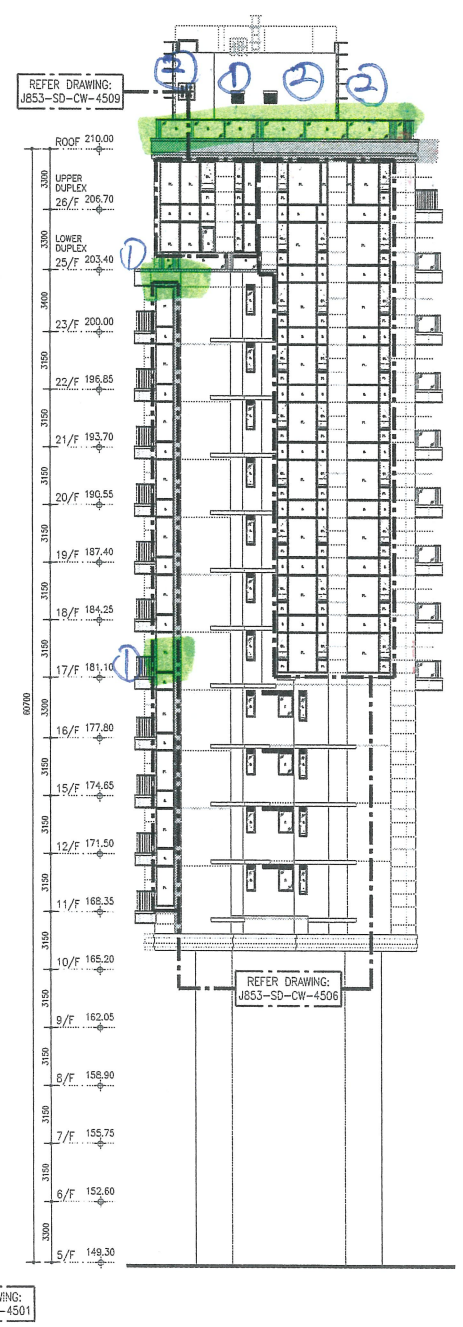 2
1
2
2
REFER DRAWING:
J853-SD-CW-4509
ROOF 210.00
3300
UPPER
DUPLEX
26/F 206.70
3300
LOWER
DUPLEX
1
25/F 203.40
3400
23/F 200.00
3150
22/F 196.85
3150
21/F 193.70
3150
20/F 190.55
3150
19/F 187.40
3150
18/F 184.25
3150
1
17/F 181.10
3300
60700
16/F 177.80
3150
15/F 174.65
3150
12/F 171.50
3150
11/F 168.35
3150
10/F 165.20
REFER DRAWING:
J853-SD-CW-4506
3150
9/F 162.05
3150
8/F 158.90
3150
7/F 155.75
3150
6/F 152.60
3300
5/F 149.30
WING:
-4501